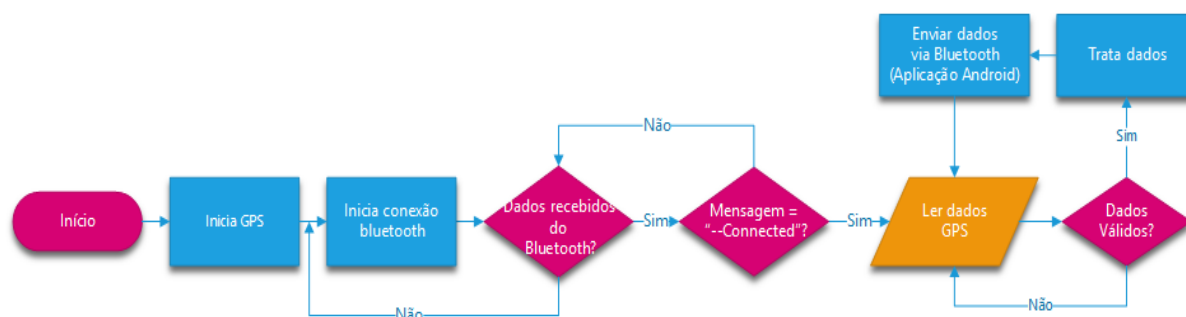 Enviar dados
via Bluetooth
(Aplicação Android)
Trata dados
Não
Sim
Início
Inicia GPS
Inicia conexão
bluetooth
Dados recebidos
do
Bluetooth?
Sim
Mensagem =
“--Connected”?
Sim
Ler dados
GPS
Dados
Válidos?
Não
Não